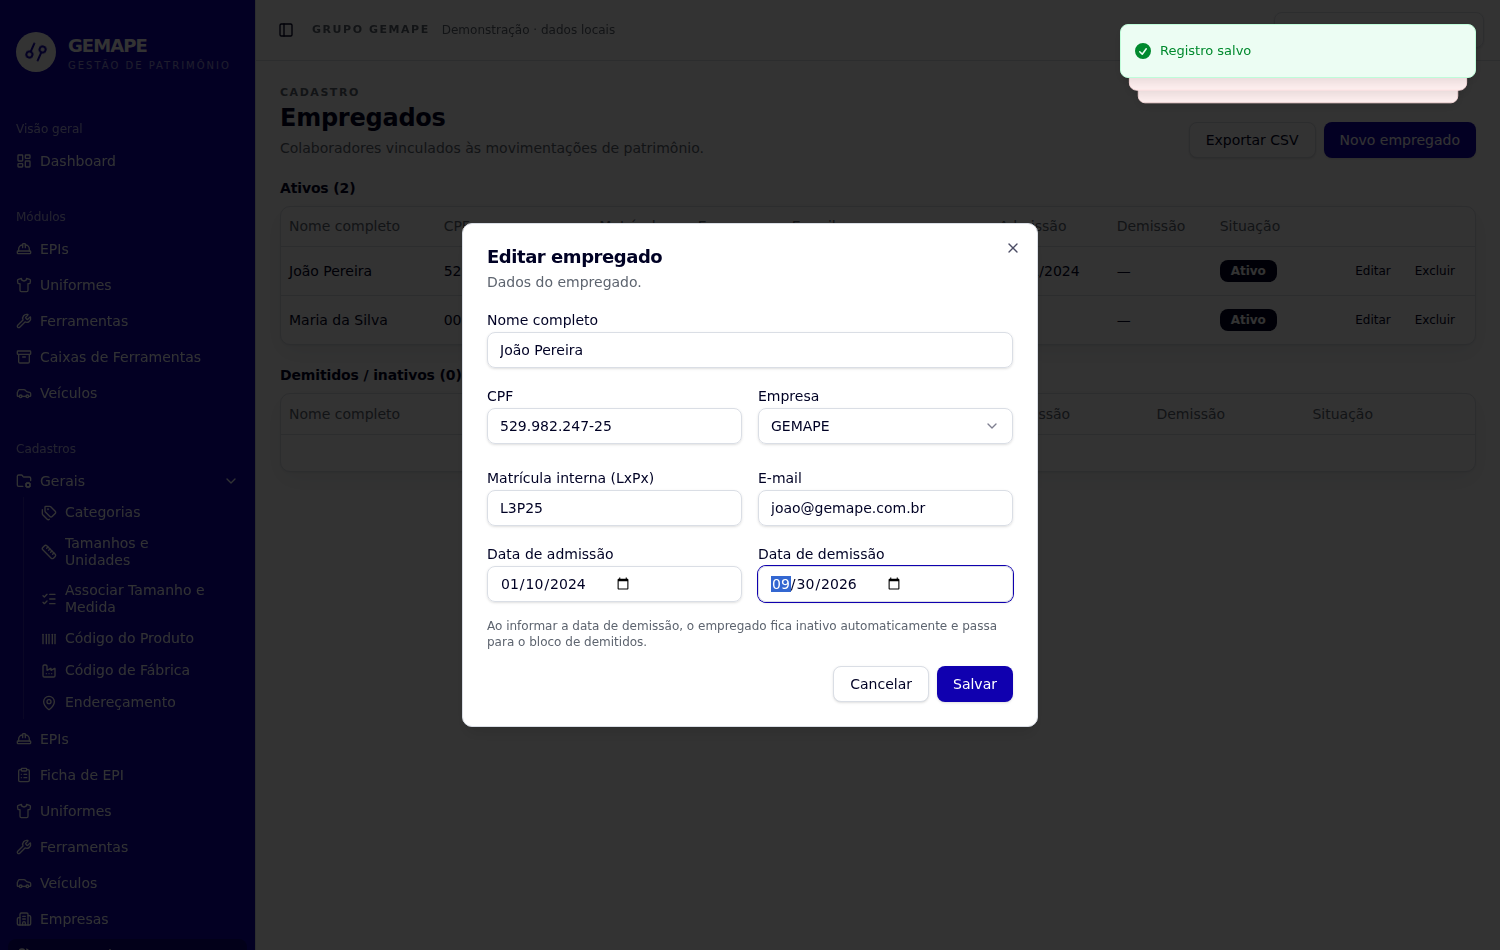 GEMAPE
GESTÃO DE PATRIMÔNIO
Visão geral
Dashboard
Módulos
EPIs
Uniformes
Ferramentas
Caixas de Ferramentas
Veículos
Cadastros
Gerais
Categorias
Tamanhos e
Unidades
Associar Tamanho e
Medida
Código do Produto
Código de Fábrica
Endereçamento
EPIs
Ficha de EPI
Uniformes
Ferramentas
Veículos
Empresas
GRUPO GEMAPE Demonstração · dados locais
Registro salvo
CADASTRO
Empregados
Colaboradores vinculados às movimentações de patrimônio.
Exportar CSV Novo empregado
Ativos (2)
Nome completo CPF Demissão Situação
João Pereira 52 /2024 — Ativo Editar Excluir
Maria da Silva 00 — Ativo Editar Excluir
Demitidos / inativos (0)
Nome completo ssão Demissão Situação
Editar empregado
Dados do empregado.
Nome completo
João Pereira
CPF Empresa
529.982.247-25 GEMAPE
Matrícula interna (LxPx) E-mail
L3P25 joao@gemape.com.br
Data de admissão Data de demissão
01/10/2024 09/30/2026
Ao informar a data de demissão, o empregado fica inativo automaticamente e passa
para o bloco de demitidos.
Cancelar Salvar